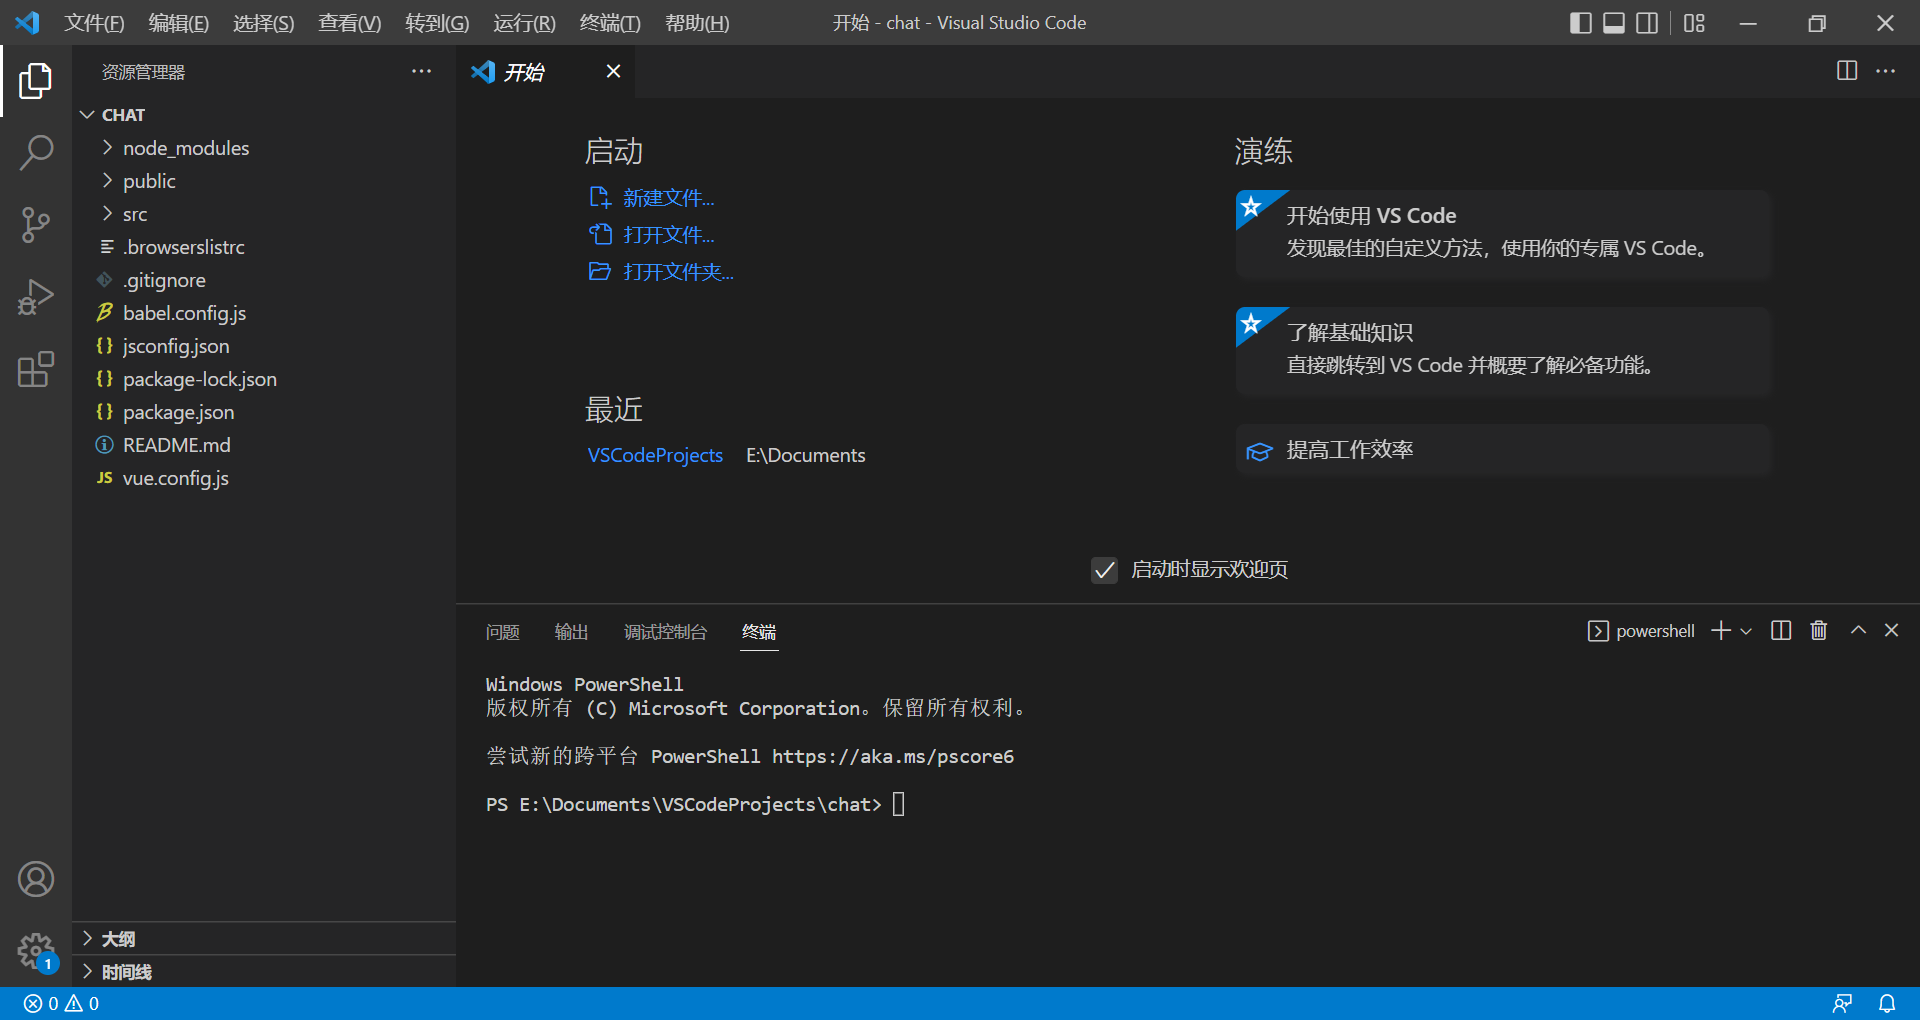 文件(F) 编辑(E) 选择(S) 查看(V) 转到(G) 运行(R) 终端(T) 帮助(H) 开始 - chat - Visual Studio Code
资源管理器
CHAT
node_modules
public
src
.browserslistrc
.gitignore
babel.config.js
jsconfig.json
package-lock.json
package.json
README.md
JS vue.config.js
大纲
时间线
开始
启动
新建文件...
打开文件...
打开文件夹...
最近
VSCodeProjects E:\Documents
演练
开始使用 VS Code
发现最佳的自定义方法，使用你的专属 VS Code。
了解基础知识
直接跳转到 VS Code 并概要了解必备功能。
提高工作效率
启动时显示欢迎页
问题 输出 调试控制台 终端 powershell
Windows PowerShell
版权所有 (C) Microsoft Corporation。保留所有权利。
尝试新的跨平台 PowerShell https://aka.ms/pscore6
PS E:\Documents\VSCodeProjects\chat>
1
0 0